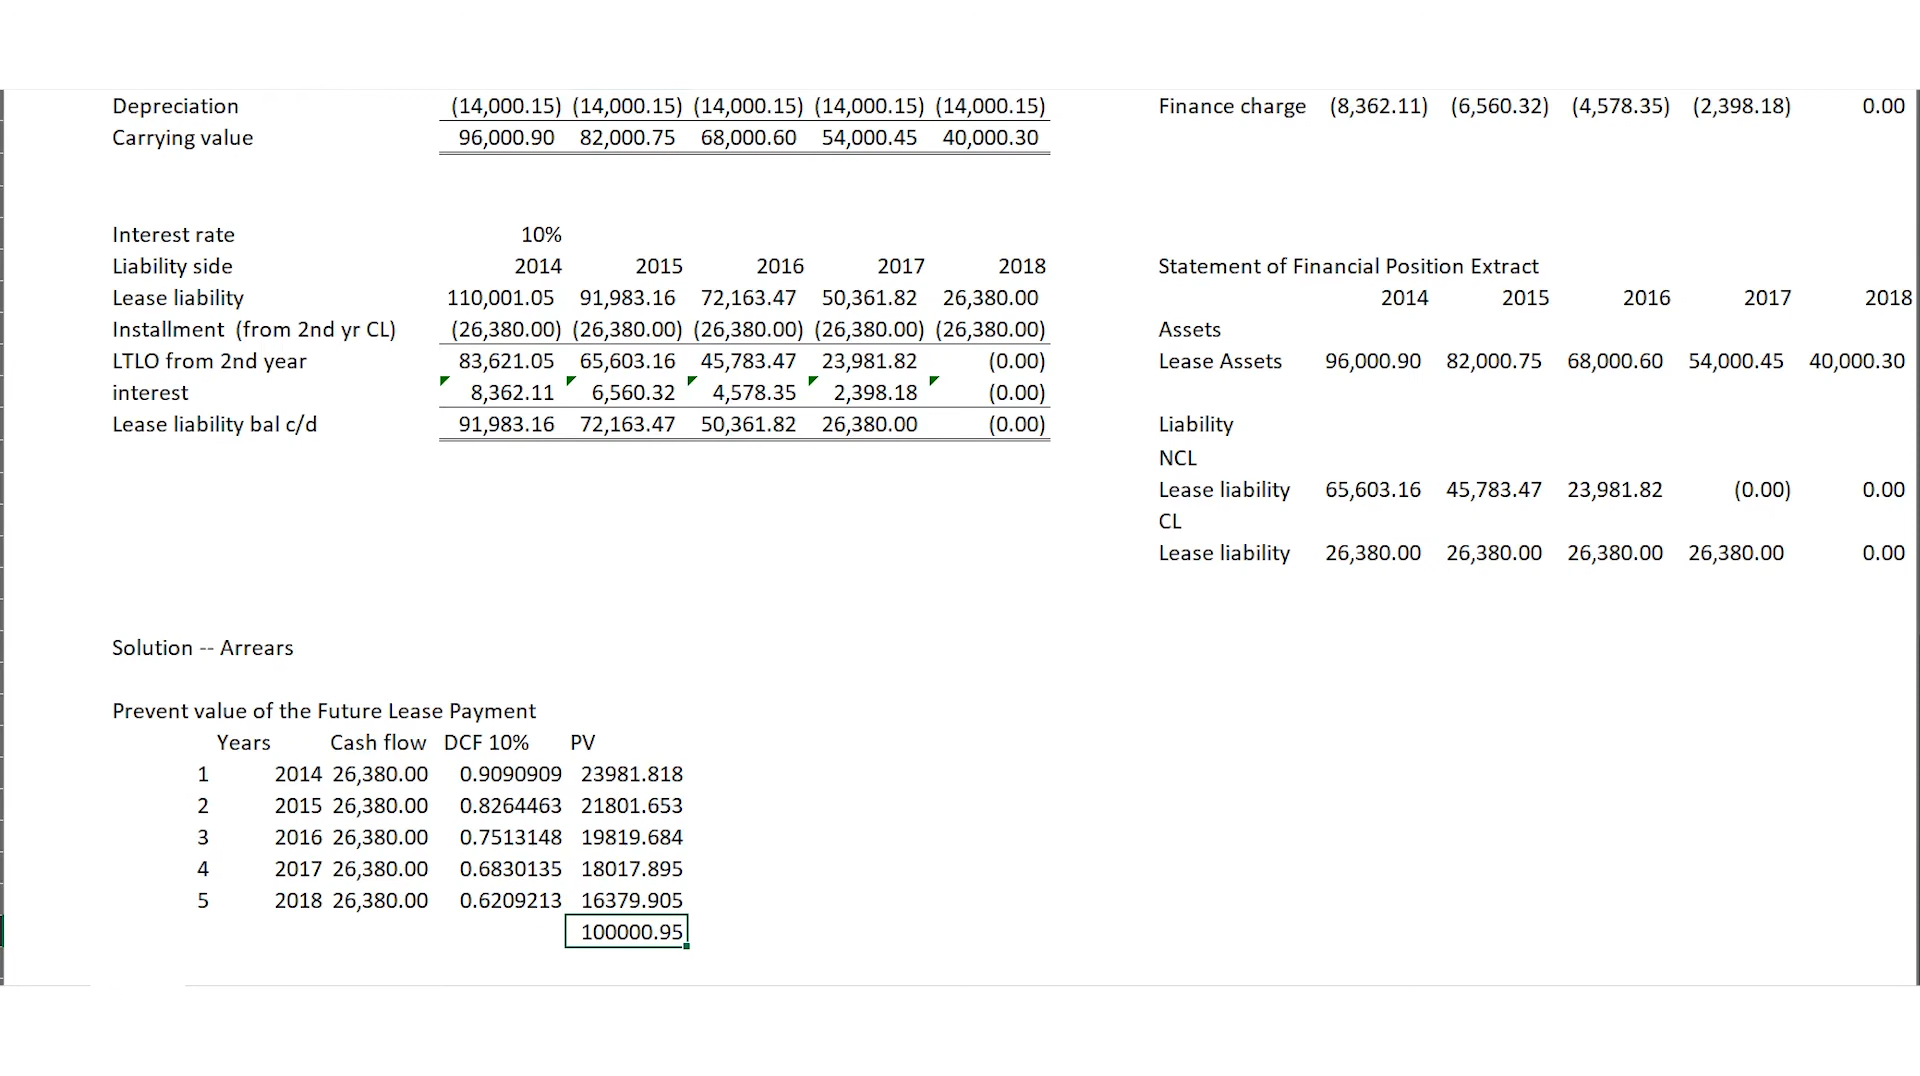 Depreciation (14,000.15) (14,000.15) (14,000.15) (14,000.15) (14,000.15)
Carrying value 96,000.90 82,000.75 68,000.60 54,000.45 40,000.30
Interest rate 10%
Liability side 2014 2015 2016 2017 2018
Lease liability 110,001.05 91,983.16 72,163.47 50,361.82 26,380.00
Installment (from 2nd yr CL) (26,380.00) (26,380.00) (26,380.00) (26,380.00) (26,380.00)
LTLO from 2nd year 83,621.05 65,603.16 45,783.47 23,981.82 (0.00)
interest 8,362.11 6,560.32 4,578.35 2,398.18 (0.00)
Lease liability bal c/d 91,983.16 72,163.47 50,361.82 26,380.00 (0.00)
Solution -- Arrears
Prevent value of the Future Lease Payment
Years Cash flow DCF 10% PV
1 2014 26,380.00 0.9090909 23981.818
2 2015 26,380.00 0.8264463 21801.653
3 2016 26,380.00 0.7513148 19819.684
4 2017 26,380.00 0.6830135 18017.895
5 2018 26,380.00 0.6209213 16379.905
100000.95
Finance charge (8,362.11) (6,560.32) (4,578.35) (2,398.18) 0.00
Statement of Financial Position Extract
2014 2015 2016 2017 2018
Assets
Lease Assets 96,000.90 82,000.75 68,000.60 54,000.45 40,000.30
Liability
NCL
Lease liability 65,603.16 45,783.47 23,981.82 (0.00) 0.00
CL
Lease liability 26,380.00 26,380.00 26,380.00 26,380.00 0.00